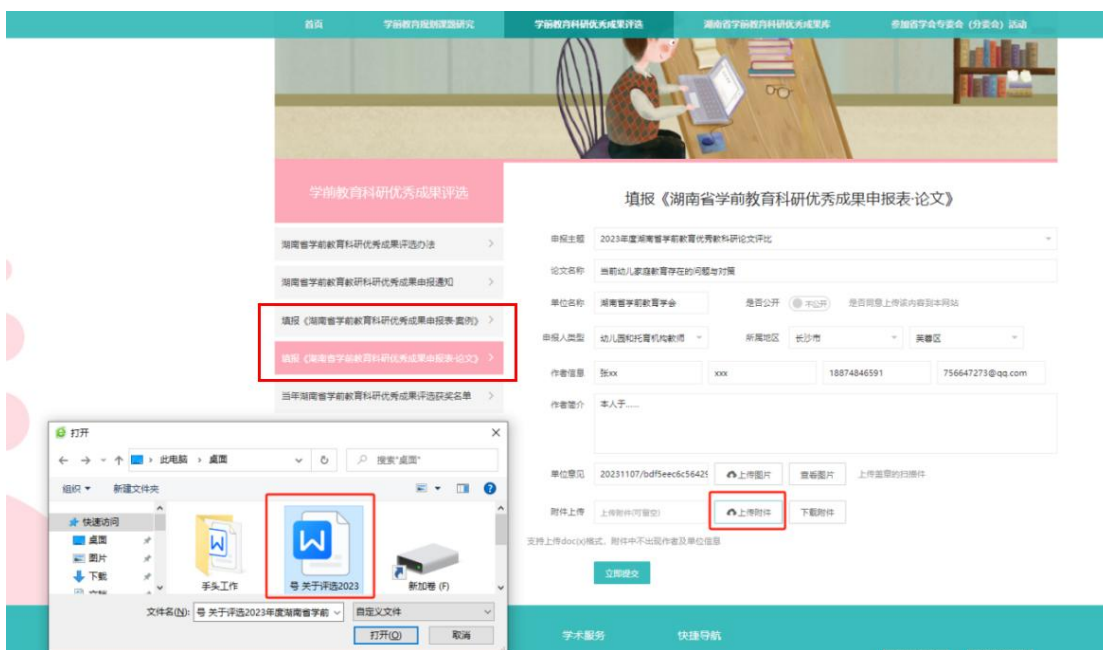 首页 学前教育规划课题研究 学前教育科研优秀成果评选 湖南省学前教育科研优秀成果库 参加省学会专委会（分委会）活动
学前教育科研优秀成果评选
湖南省学前教育科研优秀成果评选办法
湖南省学前教育教研科研优秀成果申报通知
填报《湖南省学前教育科研优秀成果申报表·案例》
填报《湖南省学前教育科研优秀成果申报表·论文》
当年湖南省学前教育科研优秀成果评选获奖名单
填报《湖南省学前教育科研优秀成果申报表·论文》
申报主题 2023年度湖南省学前教育优秀教科研论文评比
论文名称 当前幼儿家庭教育存在的问题与对策
单位名称 湖南省学前教育学会 是否公开 不公开 是否同意上传该内容到本网站
申报人类型 幼儿园和托育机构教师 所属地区 长沙市 芙蓉区
作者信息 张xx xxx 18874846591 756647273@qq.com
作者简介 本人于......
单位意见 20231107/bdf5eec6c56429 上传图片 查看图片 上传盖章的扫描件
附件上传 上传附件(可留空) 上传附件 下载附件
支持上传doc(x)格式，附件中不出现作者及单位信息
立即提交
打开
此电脑 › 桌面 搜索"桌面"
组织 新建文件夹
快速访问
桌面
图片
下载
手头工作 号 关于评选2023 新加卷 (F)
文件名(N): 号 关于评选2023年度湖南省学前 自定义文件
打开(O) 取消
学术服务 快捷导航